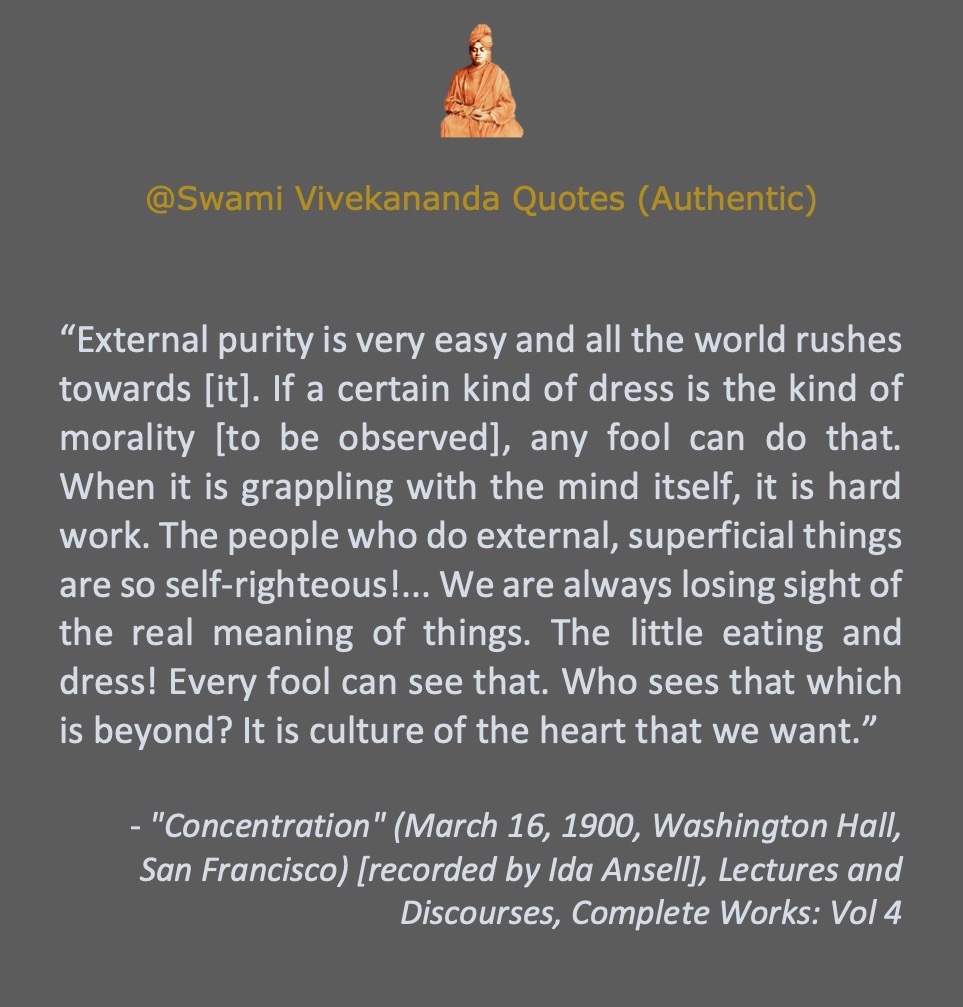 @Swami Vivekananda Quotes (Authentic)
“External purity is very easy and all the world rushes
towards [it]. If a certain kind of dress is the kind of
morality [to be observed], any fool can do that.
When it is grappling with the mind itself, it is hard
work. The people who do external, superficial things
are so self-righteous!... We are always losing sight of
the real meaning of things. The little eating and
dress! Every fool can see that. Who sees that which
is beyond? It is culture of the heart that we want.”
- "Concentration" (March 16, 1900, Washington Hall,
San Francisco) [recorded by Ida Ansell], Lectures and
Discourses, Complete Works: Vol 4